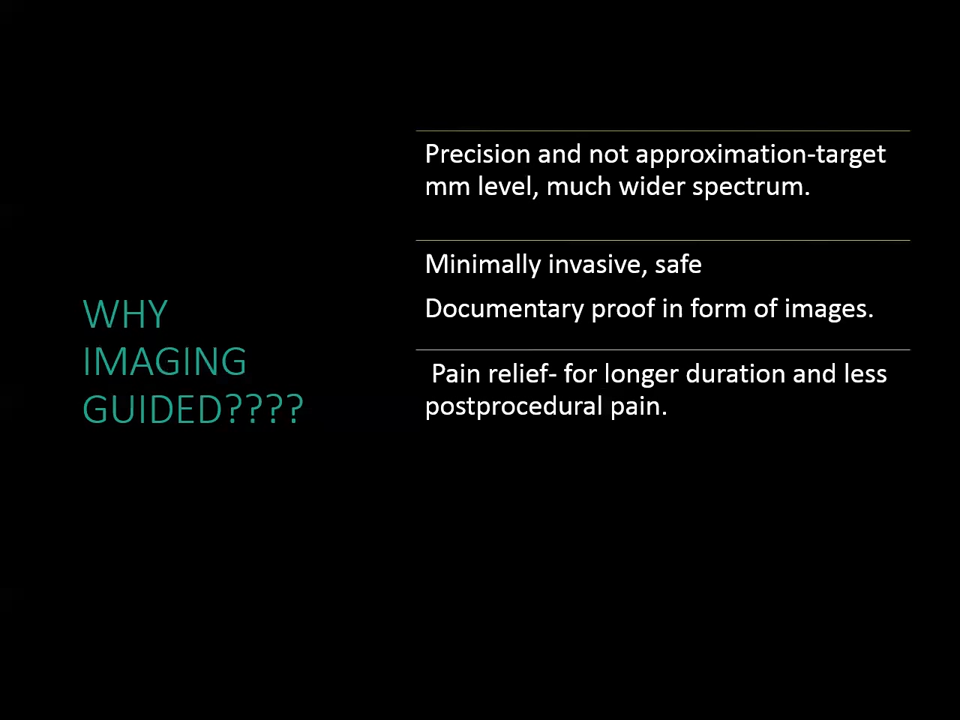 WHY
IMAGING
GUIDED????
Precision and not approximation-target
mm level, much wider spectrum.
Minimally invasive, safe
Documentary proof in form of images.
Pain relief- for longer duration and less
postprocedural pain.